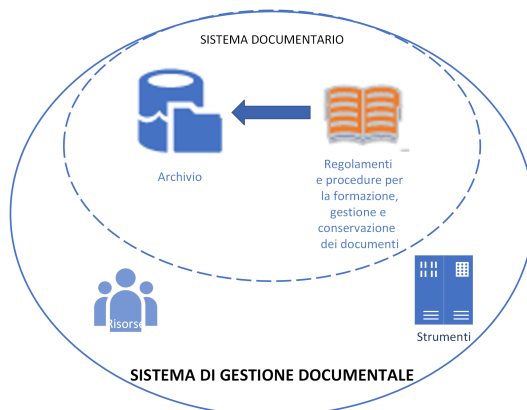 SISTEMA DOCUMENTARIO
Archivio
Regolamenti
e procedure per
la formazione,
gestione e
conservazione
dei documenti
Risorse
Strumenti
SISTEMA DI GESTIONE DOCUMENTALE